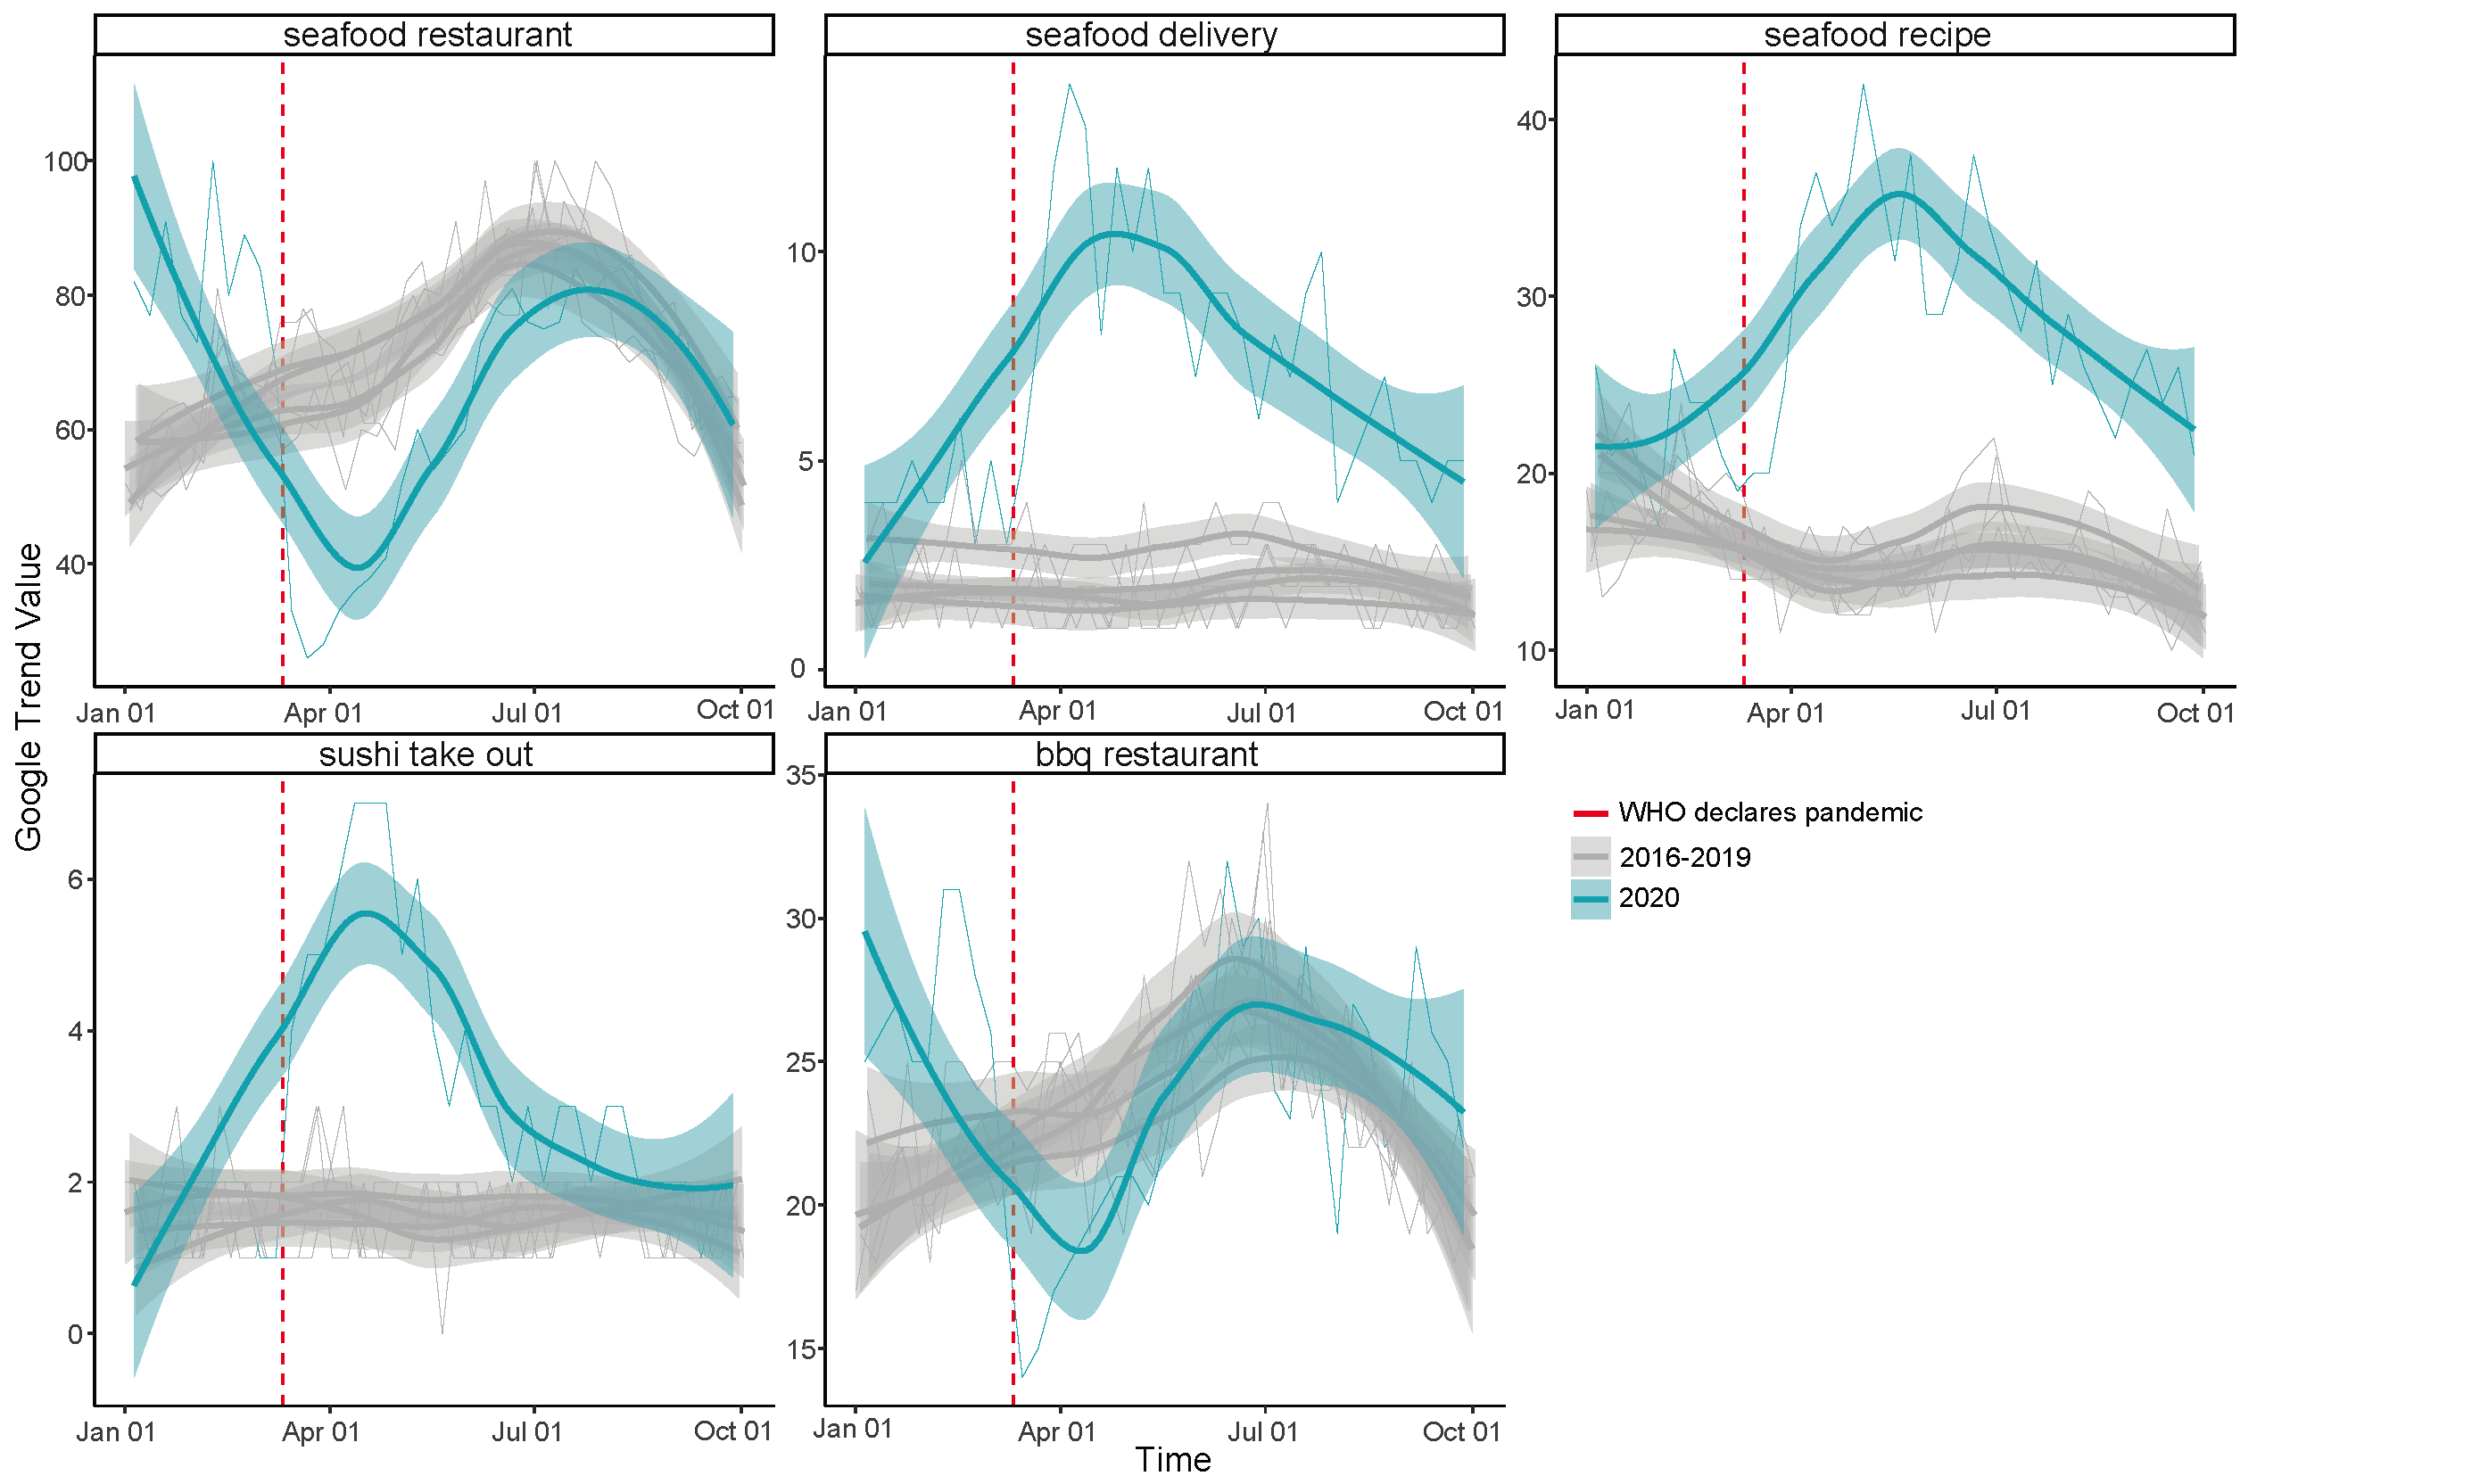 seafood restaurant
seafood delivery
seafood recipe
100
80
60
40
10
5
0
40
30
20
10
Jan 01
Apr 01
Jul 01
Oct 01
Jan 01
Apr 01
Jul 01
Oct 01
Jan 01
Apr 01
Jul 01
Oct 01
Google Trend Value
sushi take out
bbq restaurant
6
4
2
0
35
30
25
20
15
Jan 01
Apr 01
Jul 01
Oct 01
Jan 01
Apr 01
Jul 01
Oct 01
Time
WHO declares pandemic
2016-2019
2020